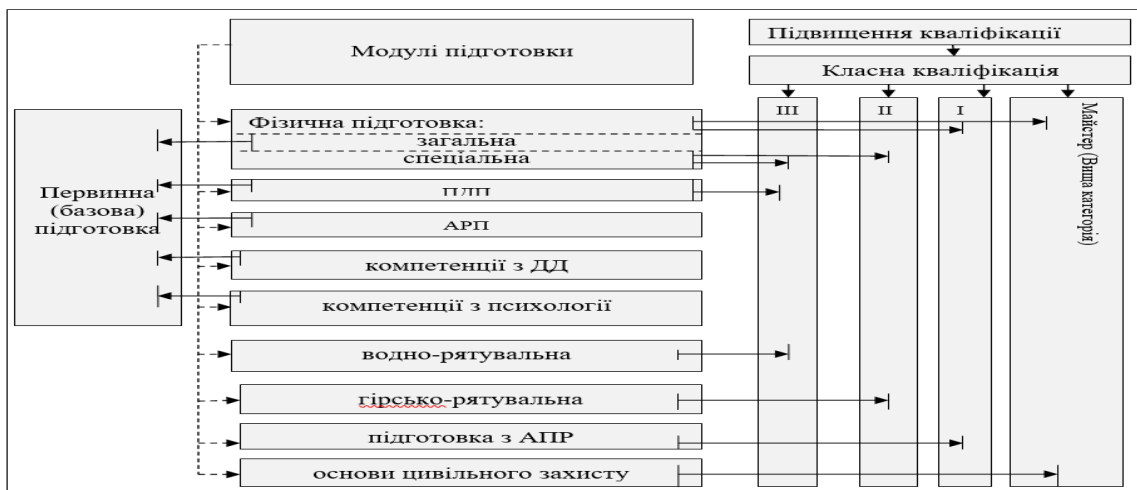 Модулі підготовки
Підвищення кваліфікації
Класна кваліфікація
III
II
I
Майстер (Вища категорія)
Первинна
(базова)
підготовка
Фізична підготовка:
загальна
спеціальна
ПЛП
АРП
компетенції з ДД
компетенції з психології
водно-рятувальна
гірсько-рятувальна
підготовка з АПР
основи цивільного захисту